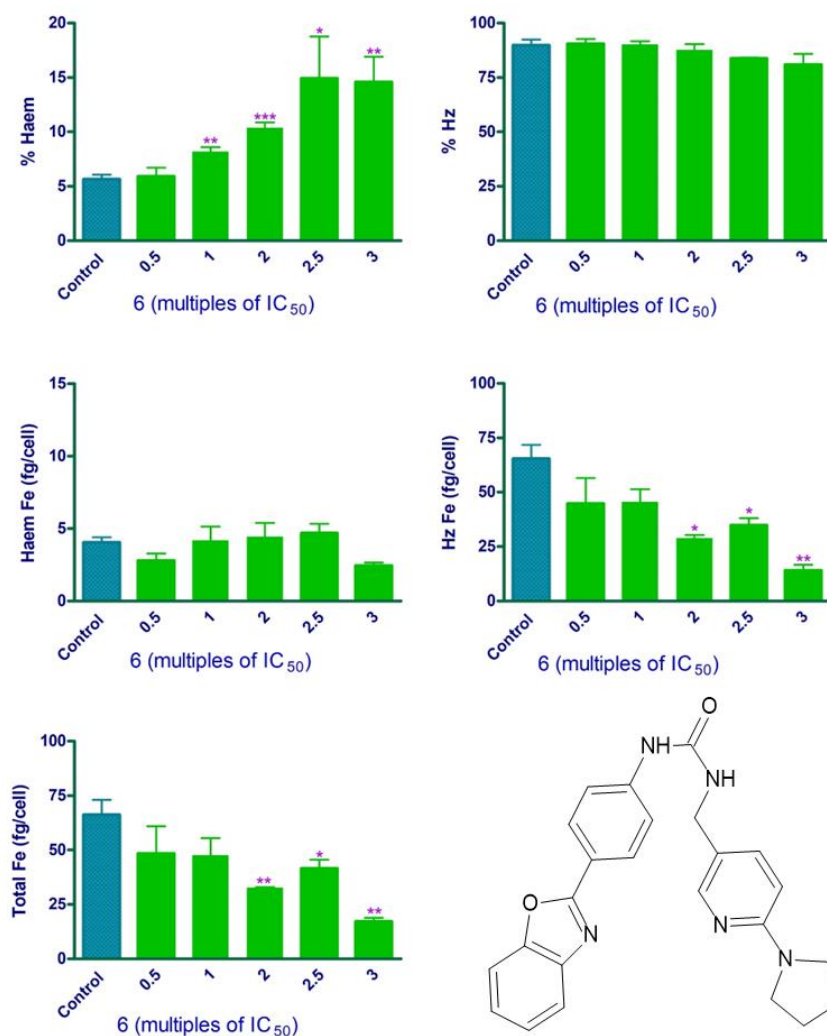 20
15
10
5
0
% Haem
*
**
***
*
**
Control
0.5
1
2
2.5
3
6 (multiples of IC50)
100
75
50
25
0
% Hz
Control
0.5
1
2
2.5
3
6 (multiples of IC50)
15
10
5
0
Haem Fe (fg/cell)
Control
0.5
1
2
2.5
3
6 (multiples of IC50)
100
75
50
25
0
Hz Fe (fg/cell)
*
*
**
Control
0.5
1
2
2.5
3
6 (multiples of IC50)
100
75
50
25
0
Total Fe (fg/cell)
**
*
**
Control
0.5
1
2
2.5
3
6 (multiples of IC50)
O
NH
NH
O
N
N
N